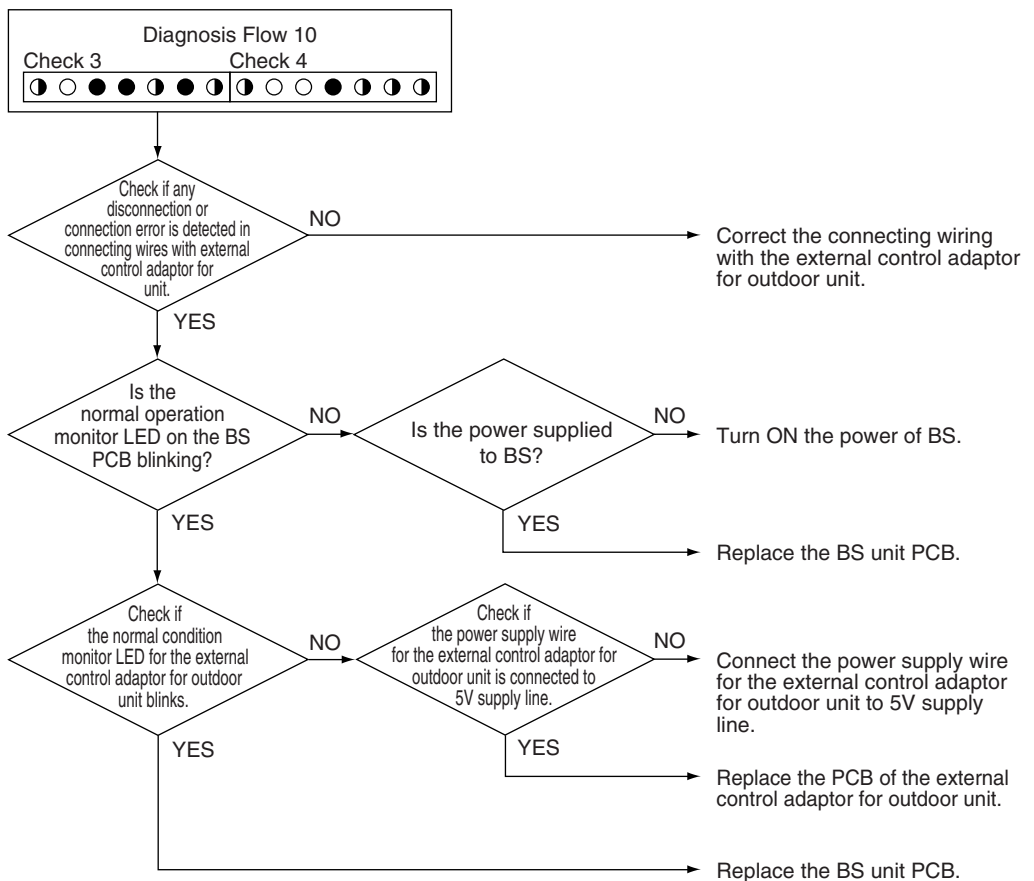 Diagnosis Flow 10
Check 3
Check 4
Check if any
disconnection or
connection error is detected in
connecting wires with external
control adaptor for
unit.
NO
Correct the connecting wiring
with the external control adaptor
for outdoor unit.
YES
Is the
normal operation
monitor LED on the BS
PCB blinking?
NO
Is the power supplied
to BS?
NO
Turn ON the power of BS.
YES
YES
Replace the BS unit PCB.
Check if
the normal condition
monitor LED for the external
control adaptor for outdoor
unit blinks.
NO
Check if
the power supply wire
for the external control adaptor for
outdoor unit is connected to
5V supply line.
NO
Connect the power supply wire
for the external control adaptor
for outdoor unit to 5V supply
line.
YES
YES
Replace the PCB of the external
control adaptor for outdoor unit.
Replace the BS unit PCB.